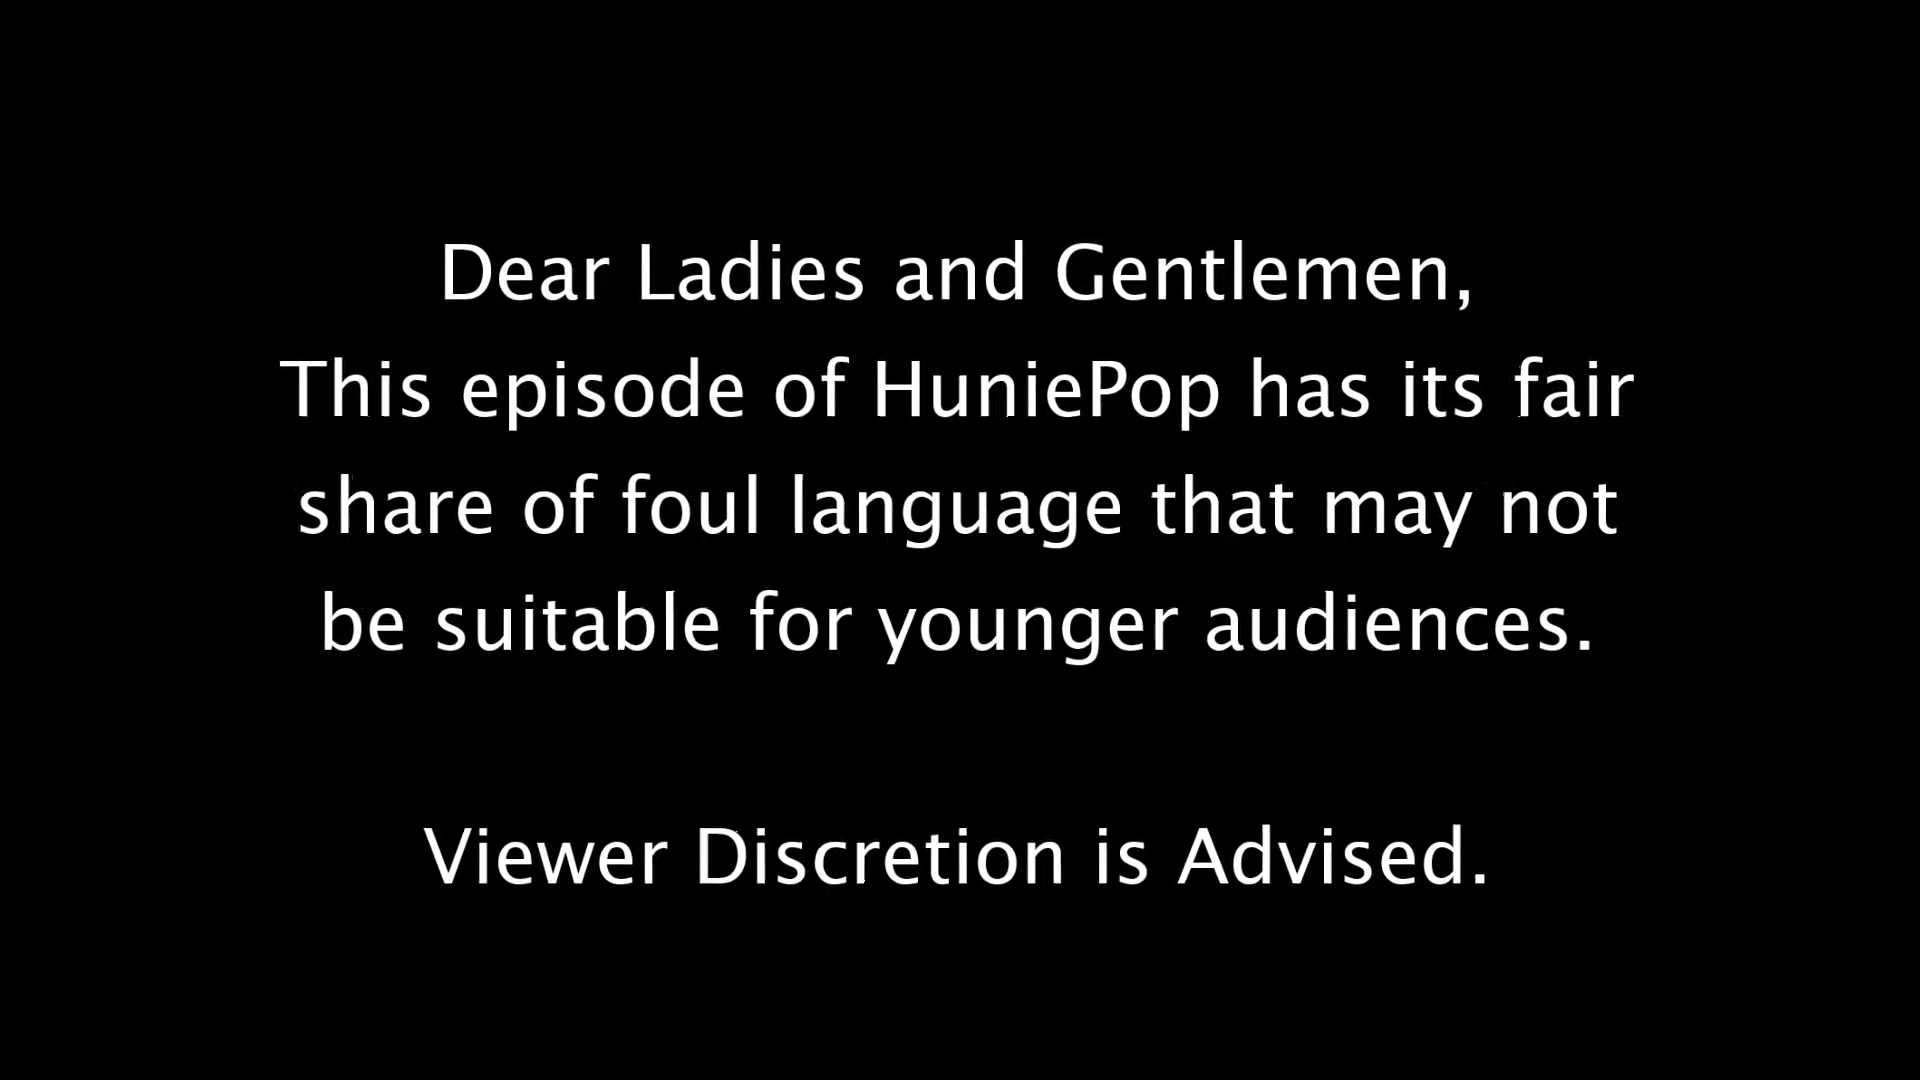 Dear Ladies and Gentlemen,
This episode of HuniePop has its fair
share of foul language that may not
be suitable for younger audiences.
Viewer Discretion is Advised.